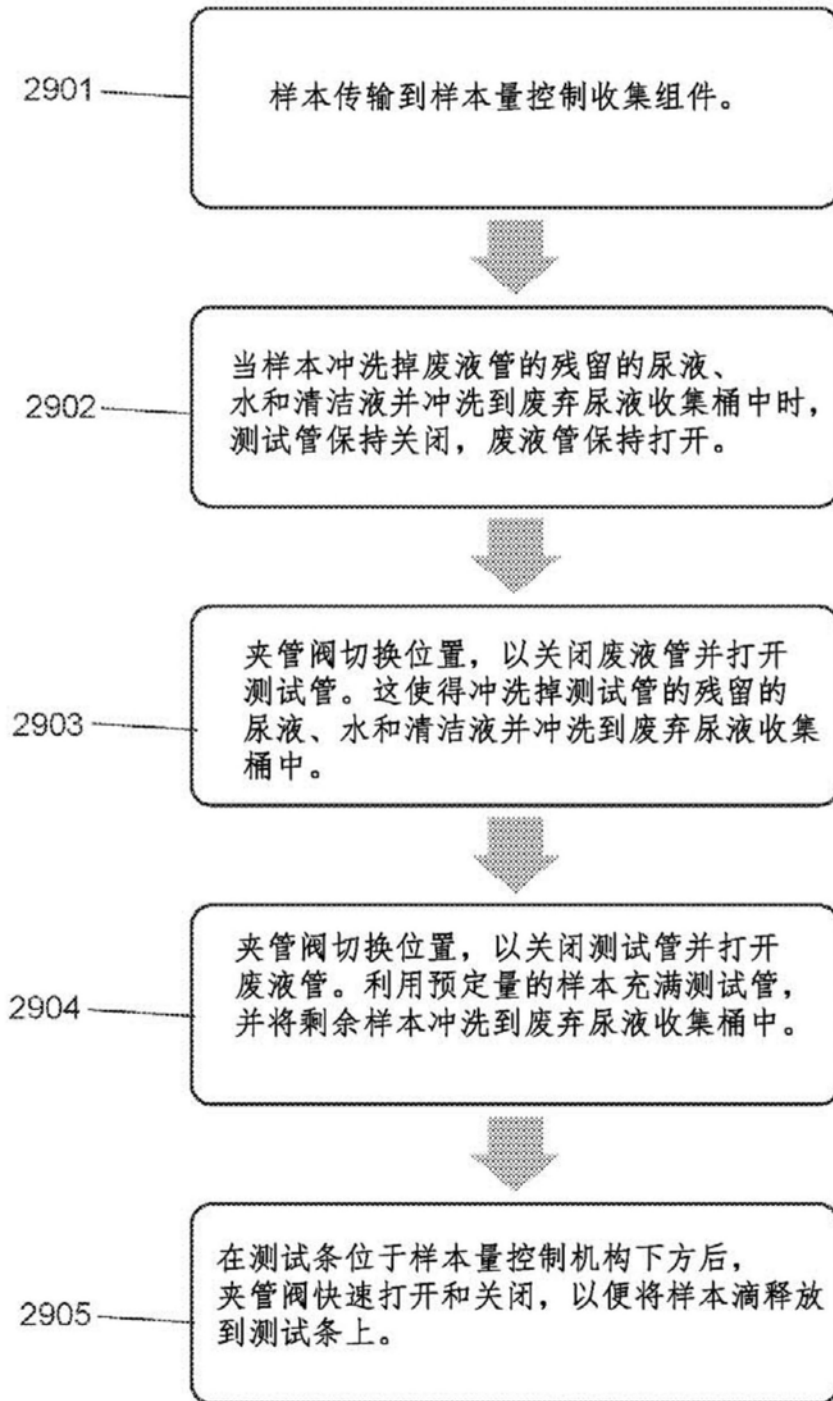 2901
样本传输到样本量控制收集组件。
2902
当样本冲洗掉废液管的残留的尿液、
水和清洁液并冲洗到废弃尿液收集桶中时，
测试管保持关闭，废液管保持打开。
2903
夹管阀切换位置，以关闭废液管并打开
测试管。这使得冲洗掉测试管的残留的
尿液、水和清洁液并冲洗到废弃尿液收集
桶中。
2904
夹管阀切换位置，以关闭测试管并打开
废液管。利用预定量的样本充满测试管，
并将剩余样本冲洗到废弃尿液收集桶中。
2905
在测试条位于样本量控制机构下方后，
夹管阀快速打开和关闭，以便将样本滴释放
到测试条上。